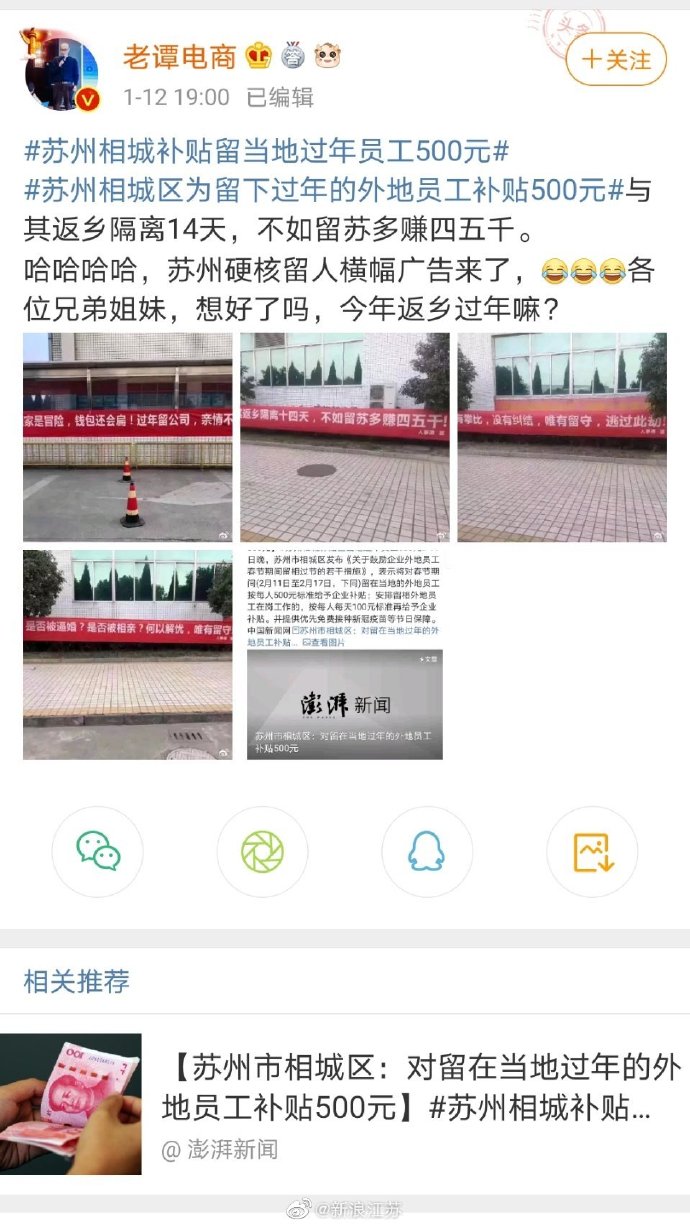 老谭电商
+关注
1-12 19:00 已编辑
#苏州相城补贴留当地过年员工500元#
#苏州相城区为留下过年的外地员工补贴500元#与
其返乡隔离14天，不如留苏多赚四五千。
哈哈哈哈，苏州硬核留人横幅广告来了，😂😂😂各
位兄弟姐妹，想好了吗，今年返乡过年嘛？
家是冒险，钱包还会扁！过年留公司，亲情不
返乡隔离十四天，不如留苏多赚四五千！
有攀比，没有纠结，唯有留守，逃过此劫！
是否被逼婚？是否被相亲？何以解忧，唯有留守
日晚，苏州市相城区发布《关于鼓励企业外地员工
春节期间留相过节的若干措施》，表示将对春节期
间(2月11日至2月17日，下同)留在当地的外地员工
按每人500元标准给予企业补贴；安排留相外地员
工在岗工作的，按每人每天100元标准再给予企业
补贴。并提供优先免费接种新冠疫苗等节日保障。
中国新闻网 苏州市相城区：对留在当地过年的外
地员工补贴... 查看图片
文章
澎湃新闻
苏州市相城区：对留在当地过年的外地员工
补贴500元
相关推荐
【苏州市相城区：对留在当地过年的外
地员工补贴500元】#苏州相城补贴...
@ 澎湃新闻
@新浪江苏